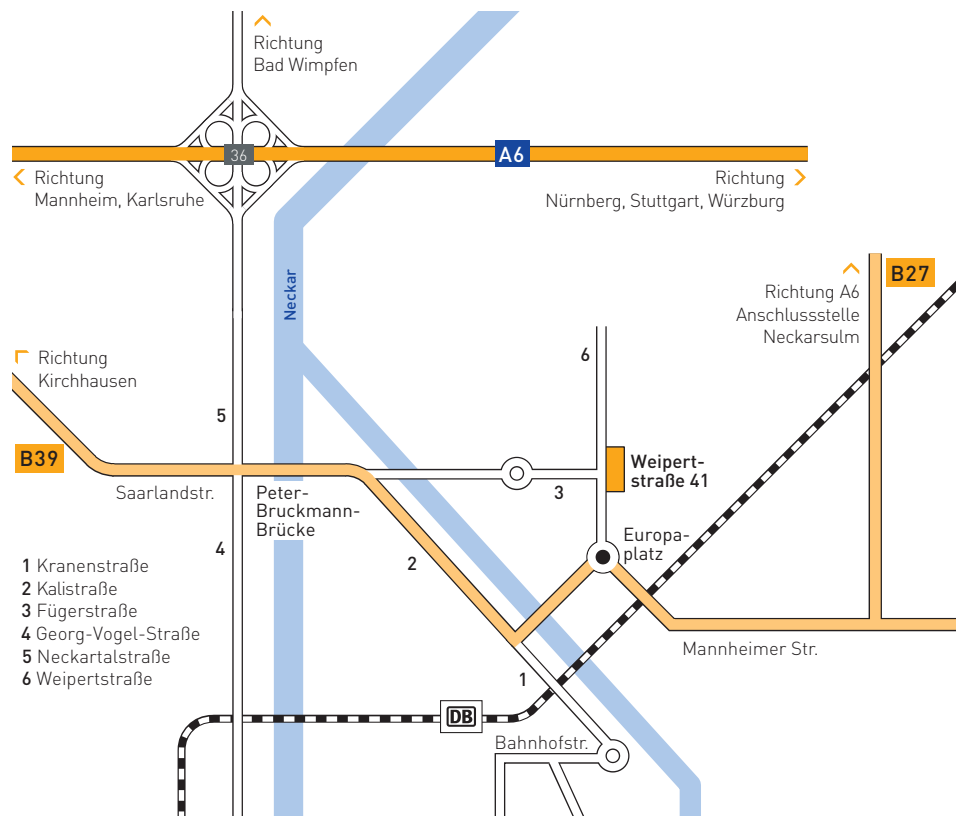 Richtung
Bad Wimpfen
36
A6
Richtung
Mannheim, Karlsruhe
Richtung
Nürnberg, Stuttgart, Würzburg
Neckar
B27
Richtung A6
Anschlussstelle
Neckarsulm
Richtung
Kirchhausen
6
5
B39
Saarlandstr.
Peter-
Bruckmann-
Brücke
3
Weipert-
straße 41
Europa-
platz
4
2
1 Kranenstraße
2 Kalistraße
3 Fügerstraße
4 Georg-Vogel-Straße
5 Neckartalstraße
6 Weipertstraße
Mannheimer Str.
1
DB
Bahnhofstr.